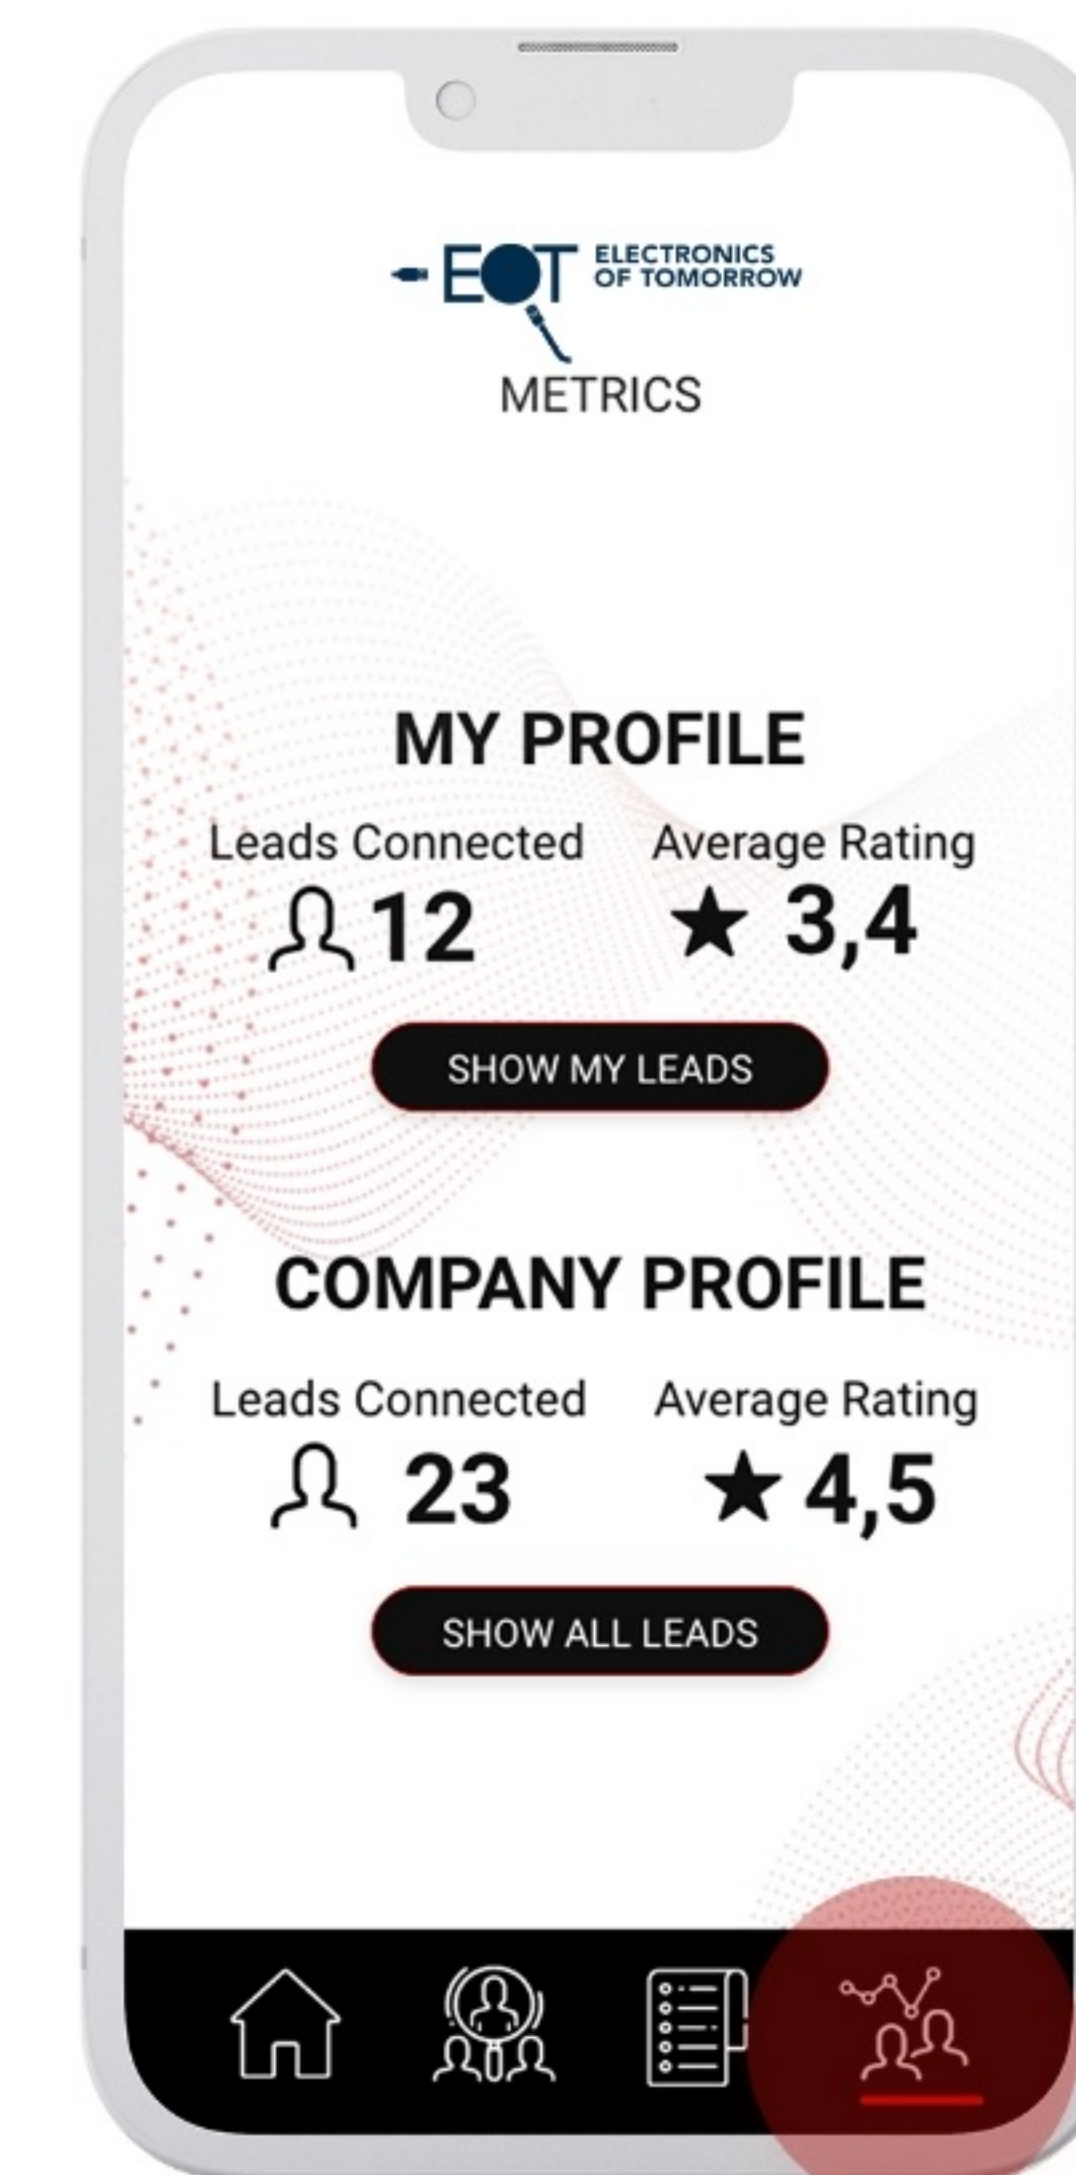 EOT ELECTRONICS
OF TOMORROW
METRICS
MY PROFILE
Leads Connected Average Rating
12 3,4
SHOW MY LEADS
COMPANY PROFILE
Leads Connected Average Rating
23 4,5
SHOW ALL LEADS